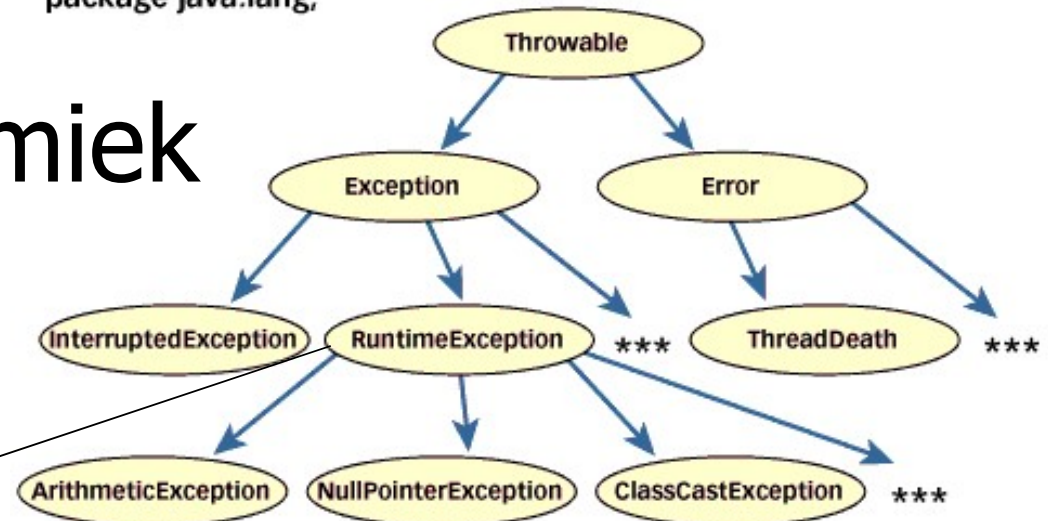 package java.lang;
Throwable
miek
Exception Error
InterruptedException RuntimeException *** ThreadDeath ***
ArithmeticException NullPointerException ClassCastException ***